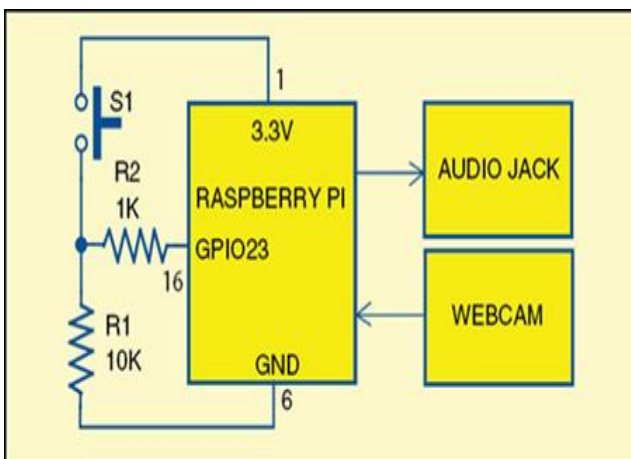 1
S1
3.3V
R2
1K
RASPBERRY PI
AUDIO JACK
GPIO23
16
R1
10K
WEBCAM
GND
6